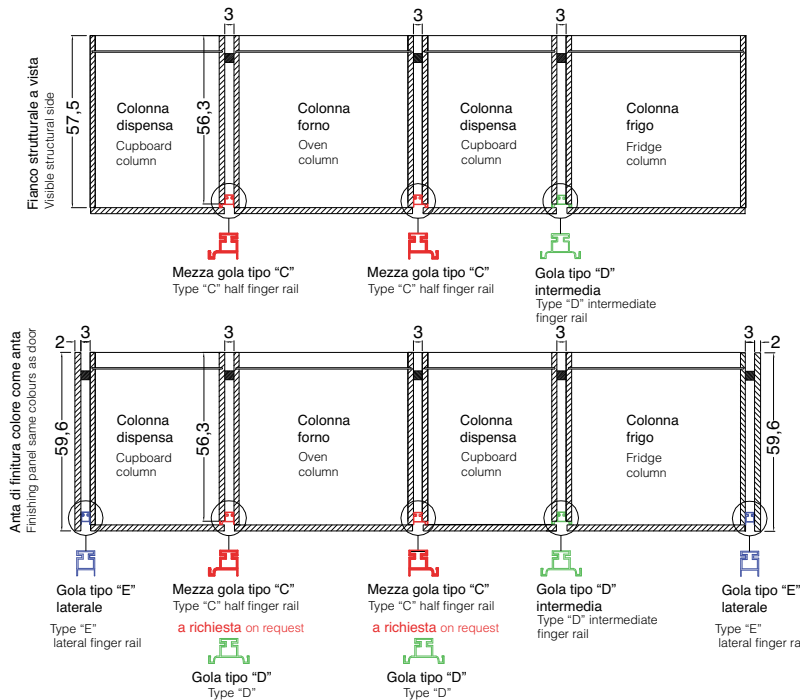 3
3
3
Fianco strutturale a vista
Visible structural side
57,5
56,3
Colonna
dispensa
Cupboard
column
Colonna
forno
Oven
column
Colonna
dispensa
Cupboard
column
Colonna
frigo
Fridge
column
Mezza gola tipo “C”
Type “C” half finger rail
Mezza gola tipo “C”
Type “C” half finger rail
Gola tipo “D”
intermedia
Type “D” intermediate
finger rail
2
3
3
3
3
3
2
Anta di finitura colore come anta
Finishing panel same colours as door
59,6
56,3
59,6
Colonna
dispensa
Cupboard
column
Colonna
forno
Oven
column
Colonna
dispensa
Cupboard
column
Colonna
frigo
Fridge
column
Gola tipo “E”
laterale
Type “E”
lateral finger rail
Mezza gola tipo “C”
Type “C” half finger rail
a richiesta on request
Gola tipo “D”
Type “D”
Mezza gola tipo “C”
Type “C” half finger rail
a richiesta on request
Gola tipo “D”
Type “D”
Gola tipo “D”
intermedia
Type “D” intermediate
finger rail
Gola tipo “E”
laterale
Type “E”
lateral finger ra